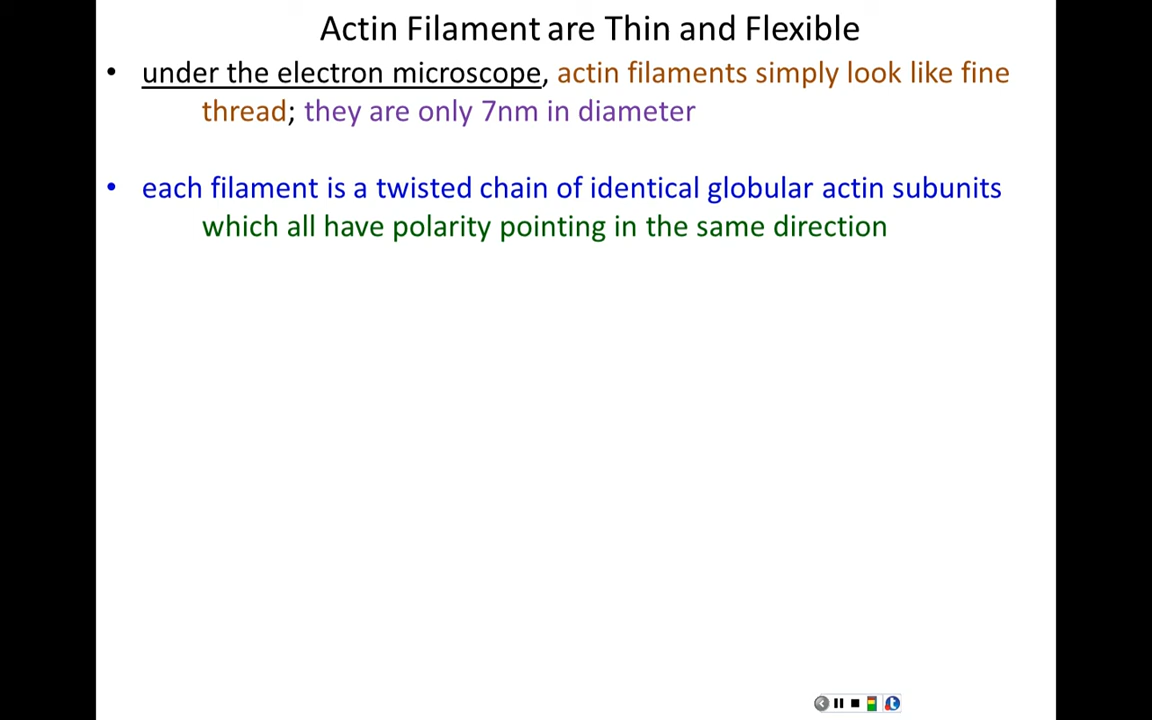 Actin Filament are Thin and Flexible
• under the electron microscope, actin filaments simply look like fine
thread; they are only 7nm in diameter
• each filament is a twisted chain of identical globular actin subunits
which all have polarity pointing in the same direction